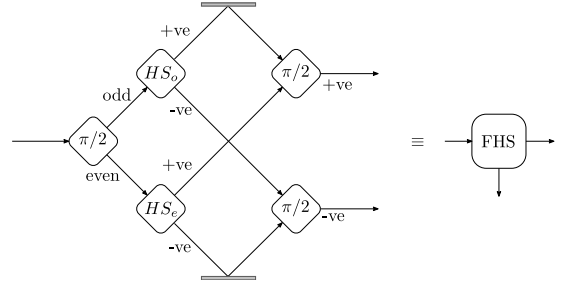 +ve
HS_o
π/2
odd
-ve
+ve
π/2
≡
FHS
even
+ve
HS_e
π/2
-ve
-ve